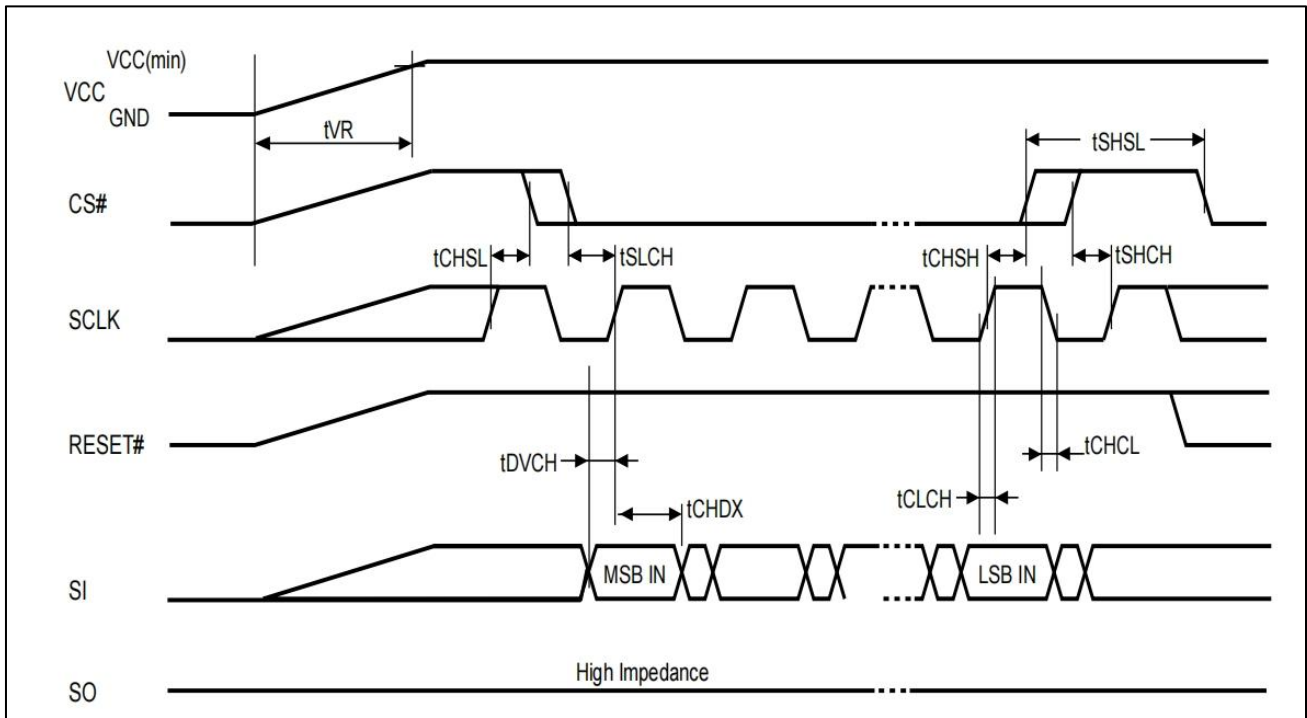 VCC(min)
VCC
GND
tVR
tSHSL
CS#
tCHSL
tSLCH
tCHSH
tSHCH
SCLK
RESET#
tDVCH
tCHCL
tCLCH
tCHDX
SI
MSB IN
LSB IN
High Impedance
SO